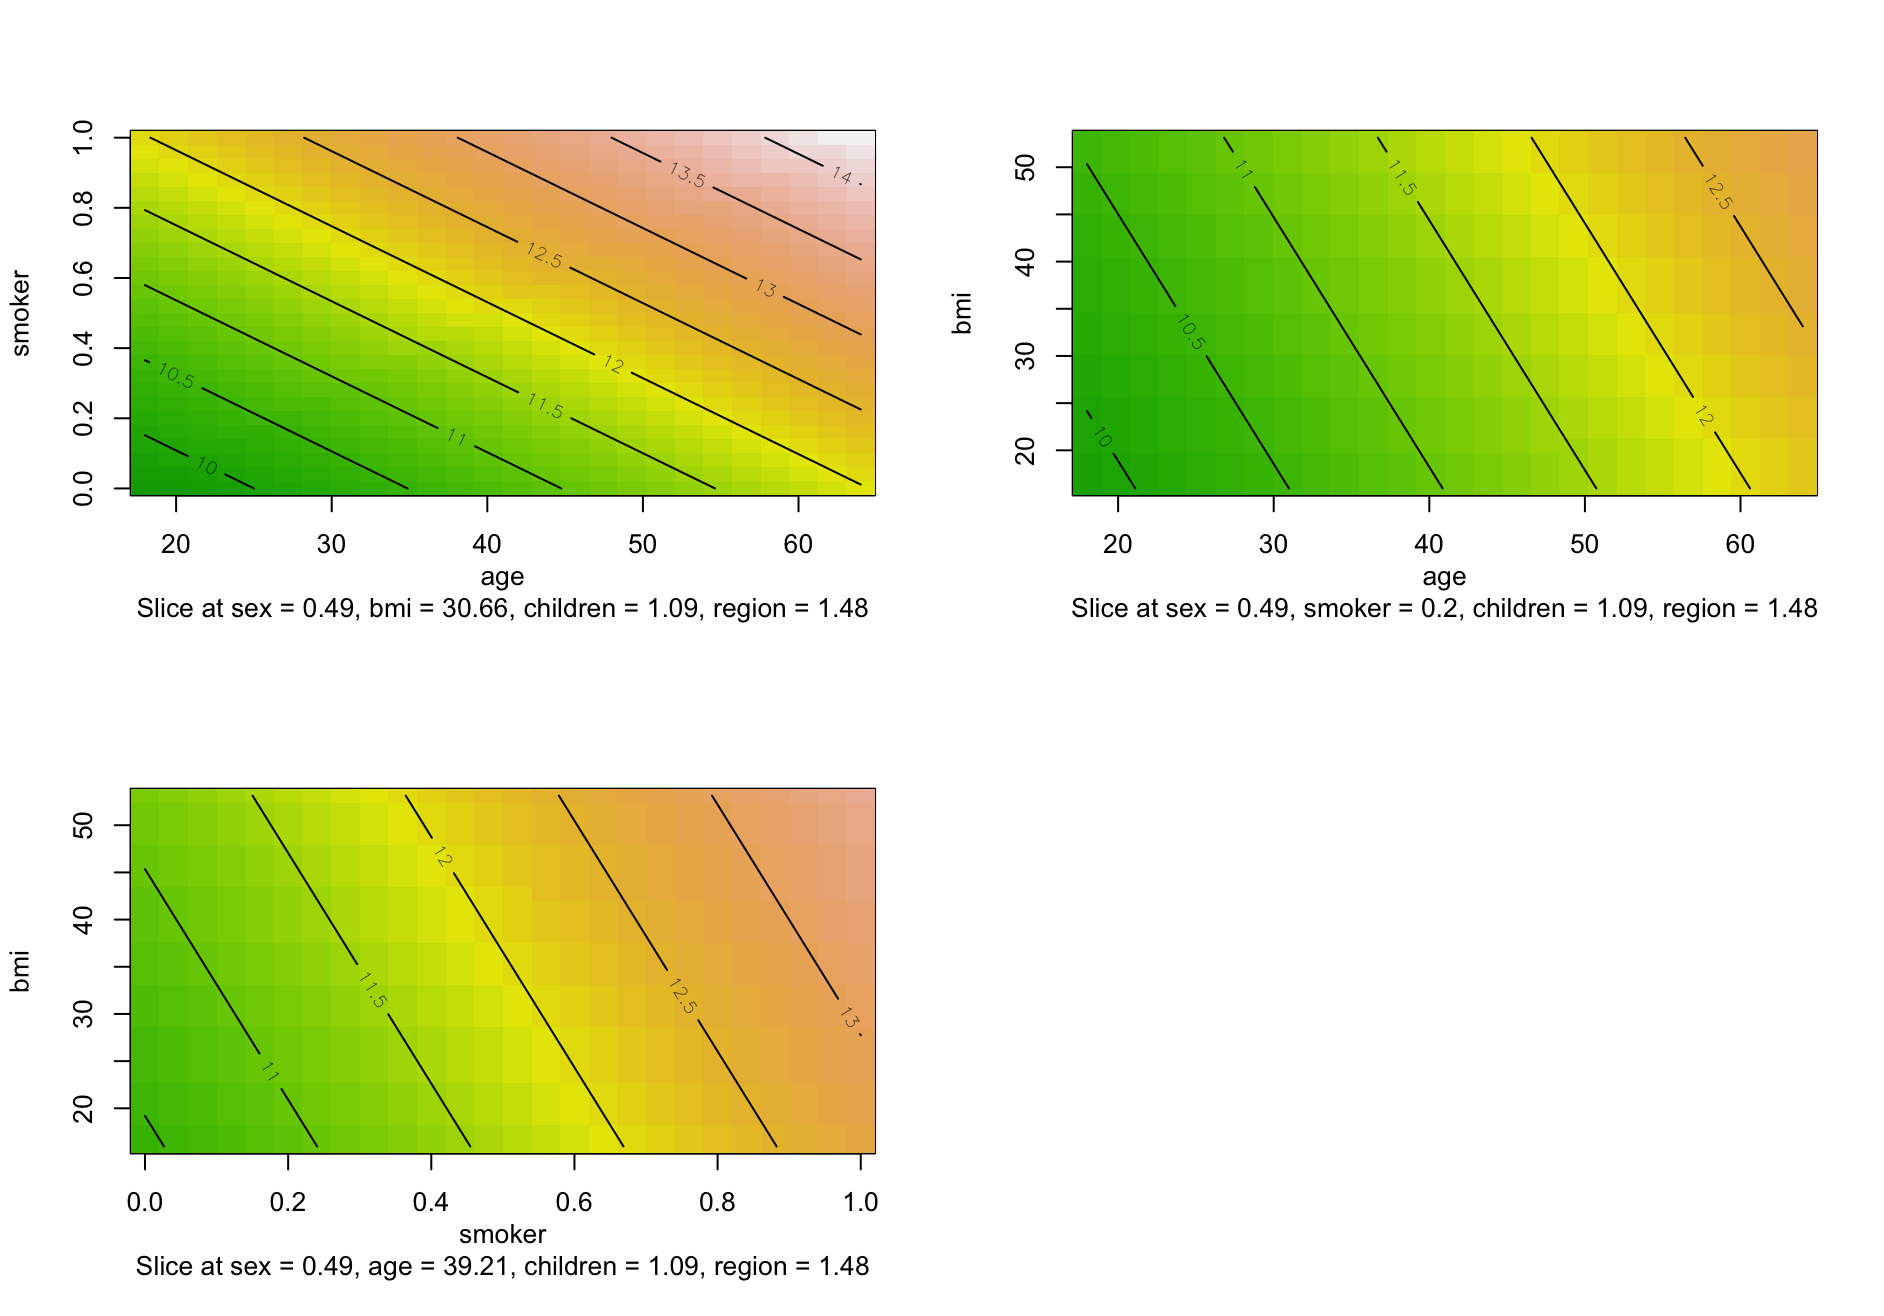 smoker
1.0
0.8
0.6
0.4
0.2
0.0
14
13.5
13
12.5
12
11.5
11
10.5
10
20 30 40 50 60
age
Slice at sex = 0.49, bmi = 30.66, children = 1.09, region = 1.48
bmi
50
40
30
20
10
10.5
11
11.5
12
12.5
20 30 40 50 60
age
Slice at sex = 0.49, smoker = 0.2, children = 1.09, region = 1.48
bmi
50
40
30
20
11
11.5
12
12.5
13
0.0 0.2 0.4 0.6 0.8 1.0
smoker
Slice at sex = 0.49, age = 39.21, children = 1.09, region = 1.48